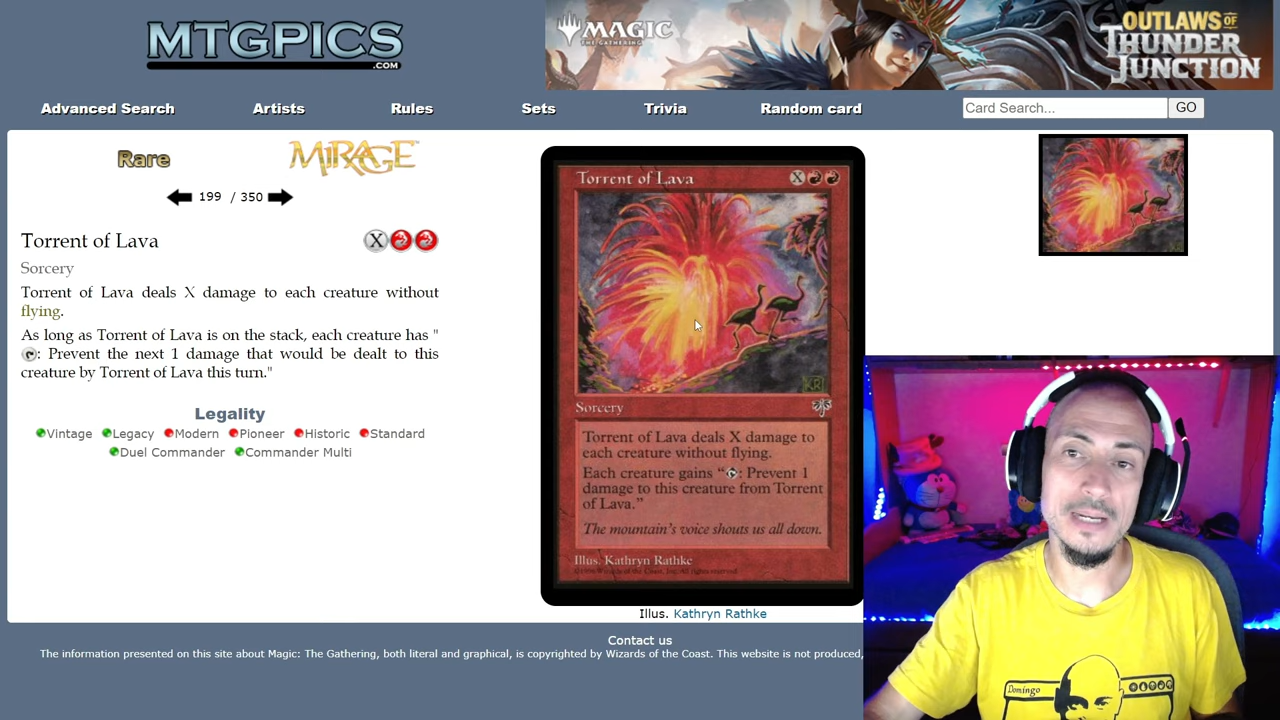 MTGPICS
.COM
MAGIC
THE GATHERING
OUTLAWS OF
THUNDER
JUNCTION
Advanced Search
Artists
Rules
Sets
Trivia
Random card
Card Search...
GO
Rare
MIRAGE
199 / 350
Torrent of Lava
X
Sorcery
Torrent of Lava deals X damage to each creature without
flying.
As long as Torrent of Lava is on the stack, each creature has "
: Prevent the next 1 damage that would be dealt to this
creature by Torrent of Lava this turn."
Legality
Vintage Legacy Modern Pioneer Historic Standard
Duel Commander Commander Multi
Torrent of Lava
X
KR
Sorcery
Torrent of Lava deals X damage to
each creature without flying.
Each creature gains “ : Prevent 1
damage to this creature from Torrent
of Lava.”
The mountain's voice shouts us all down.
Illus. Kathryn Rathke
Illus. Kathryn Rathke
Contact us
The information presented on this site about Magic: The Gathering, both literal and graphical, is copyrighted by Wizards of the Coast. This website is not produced,
Domingo